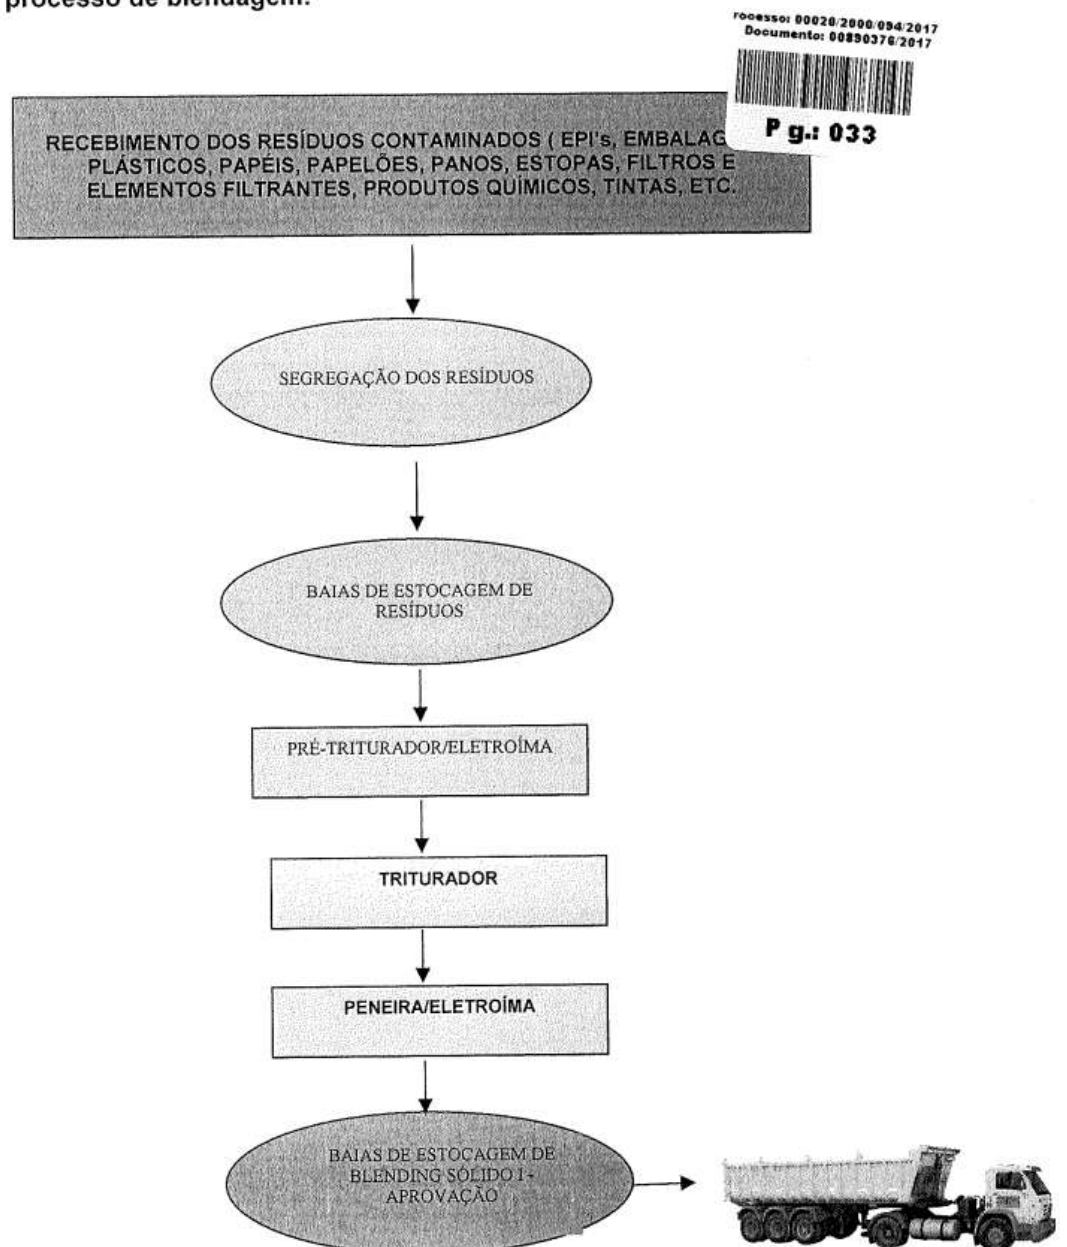 processo de blendagem:
rocesso: 00020/2000/094/2017
Documento: 00890376/2017
P g.: 033
RECEBIMENTO DOS RESÍDUOS CONTAMINADOS ( EPI's, EMBALAG
PLÁSTICOS, PAPÉIS, PAPELÕES, PANOS, ESTOPAS, FILTROS E
ELEMENTOS FILTRANTES, PRODUTOS QUÍMICOS, TINTAS, ETC.
SEGREGAÇÃO DOS RESÍDUOS
BAIAS DE ESTOCAGEM DE
RESÍDUOS
PRÉ-TRITURADOR/ELETROÍMA
TRITURADOR
PENEIRA/ELETROÍMA
BAIAS DE ESTOCAGEM DE
BLENDING SÓLIDO I -
APROVAÇÃO